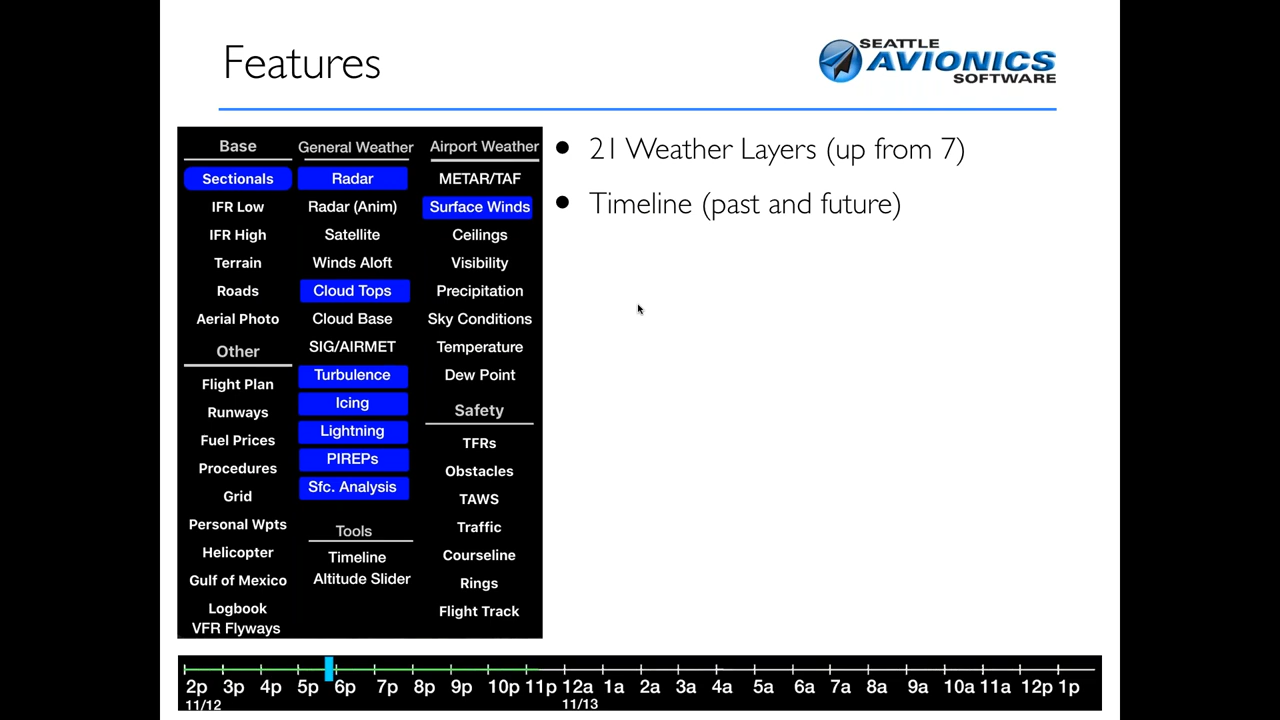 Features
SEATTLE
AVIONICS
SOFTWARE
Base
Sectionals
IFR Low
IFR High
Terrain
Roads
Aerial Photo
Other
Flight Plan
Runways
Fuel Prices
Procedures
Grid
Personal Wpts
Helicopter
Gulf of Mexico
Logbook
VFR Flyways
General Weather
Radar
Radar (Anim)
Satellite
Winds Aloft
Cloud Tops
Cloud Base
SIG/AIRMET
Turbulence
Icing
Lightning
PIREPs
Sfc. Analysis
Tools
Timeline
Altitude Slider
Airport Weather
METAR/TAF
Surface Winds
Ceilings
Visibility
Precipitation
Sky Conditions
Temperature
Dew Point
Safety
TFRs
Obstacles
TAWS
Traffic
Courseline
Rings
Flight Track
• 21 Weather Layers (up from 7)
• Timeline (past and future)
2p 3p 4p 5p 6p 7p 8p 9p 10p 11p 12a 1a 2a 3a 4a 5a 6a 7a 8a 9a 10a 11a 12p 1p
11/12 11/13